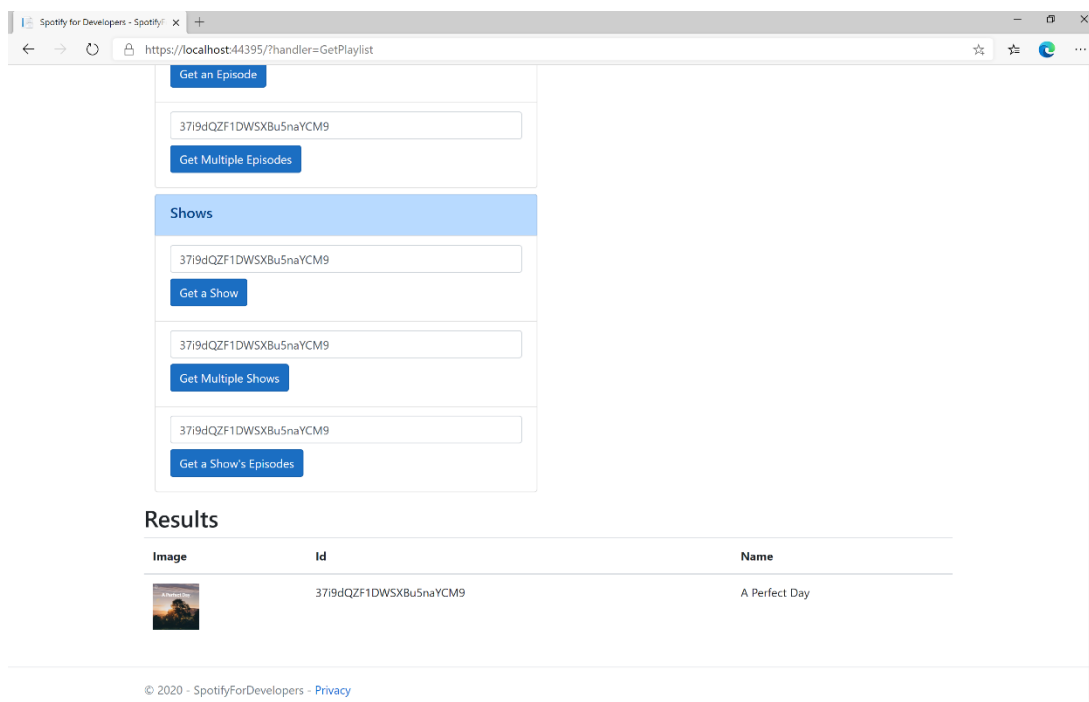 Spotify for Developers - Spotify
https://localhost:44395/?handler=GetPlaylist
Get an Episode
37i9dQZF1DWSXBu5naYCM9
Get Multiple Episodes
Shows
37i9dQZF1DWSXBu5naYCM9
Get a Show
37i9dQZF1DWSXBu5naYCM9
Get Multiple Shows
37i9dQZF1DWSXBu5naYCM9
Get a Show's Episodes
Results
Image Id Name
A Perfect Day
37i9dQZF1DWSXBu5naYCM9 A Perfect Day
© 2020 - SpotifyForDevelopers - Privacy